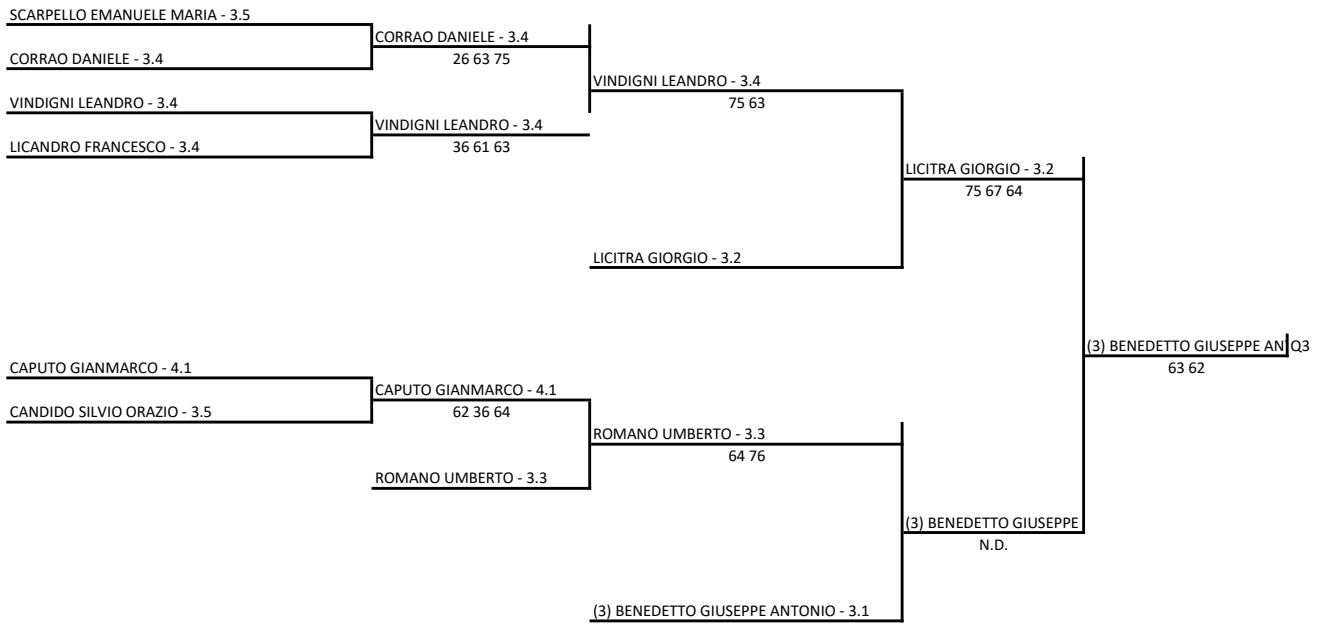 SCARPELLO EMANUELE MARIA - 3.5
CORRAO DANIELE - 3.4
CORRAO DANIELE - 3.4
26 63 75
VINDIGNI LEANDRO - 3.4
75 63
VINDIGNI LEANDRO - 3.4
VINDIGNI LEANDRO - 3.4
36 61 63
LICANDRO FRANCESCO - 3.4
LICITRA GIORGIO - 3.2
75 67 64
LICITRA GIORGIO - 3.2
(3) BENEDETTO GIUSEPPE AN Q3
63 62
CAPUTO GIANMARCO - 4.1
CAPUTO GIANMARCO - 4.1
62 36 64
CANDIDO SILVIO ORAZIO - 3.5
ROMANO UMBERTO - 3.3
64 76
ROMANO UMBERTO - 3.3
(3) BENEDETTO GIUSEPPE
N.D.
(3) BENEDETTO GIUSEPPE ANTONIO - 3.1